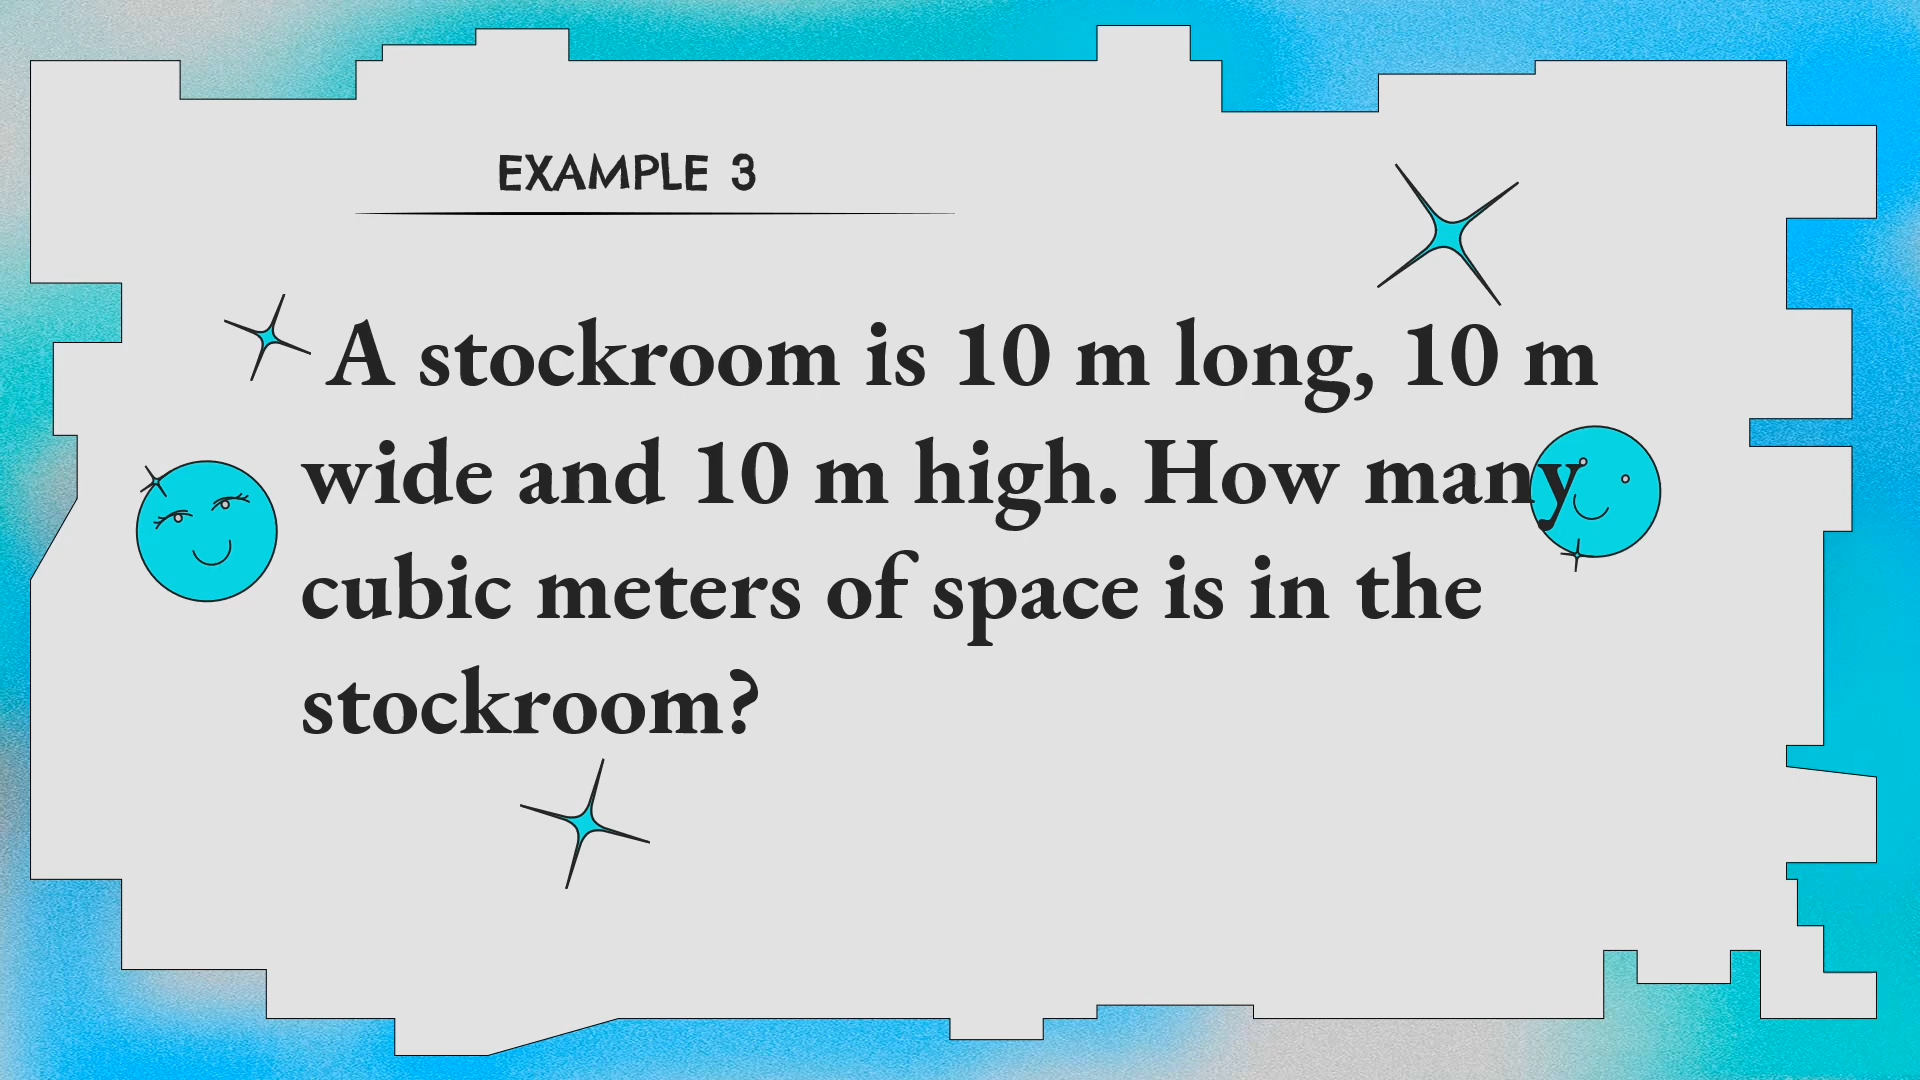 EXAMPLE 3
A stockroom is 10 m long, 10 m
wide and 10 m high. How many
cubic meters of space is in the
stockroom?